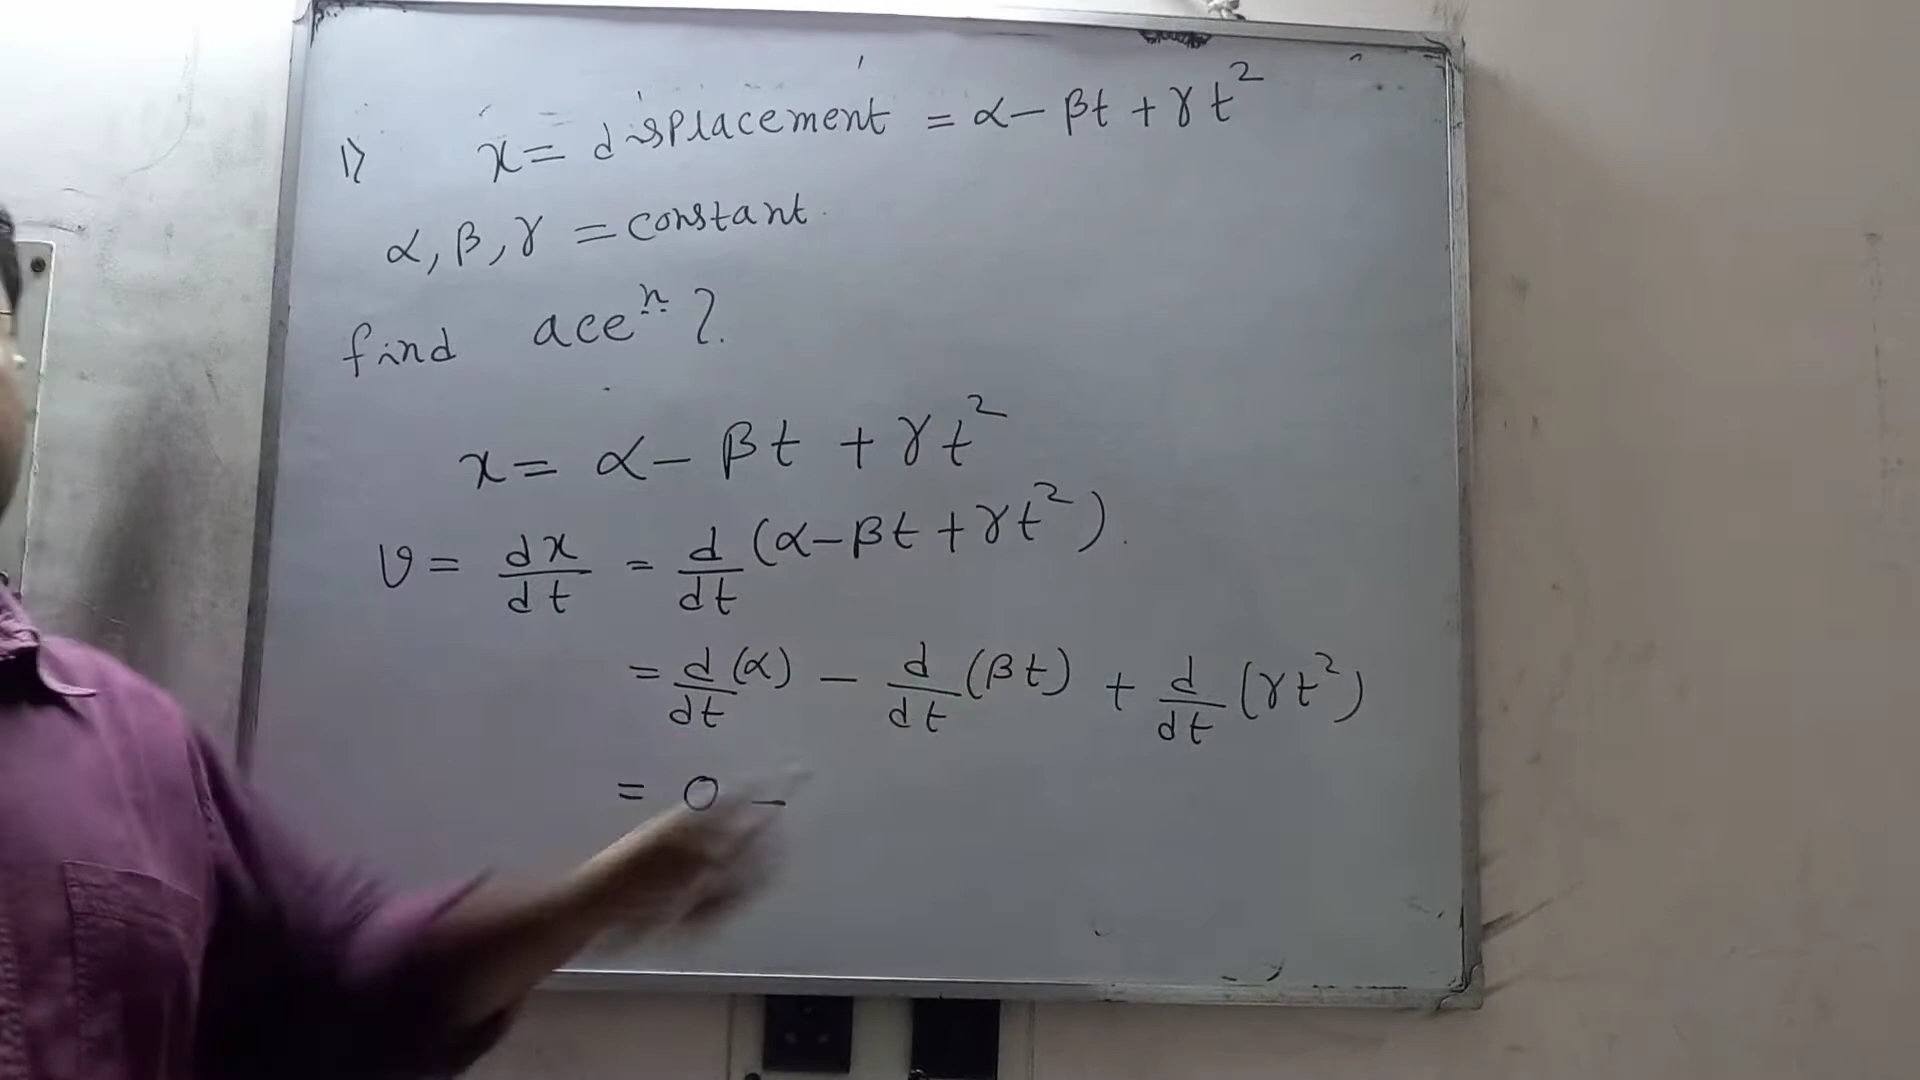 1) x = displacement = α - βt + γt²
α, β, γ = constant.
find aceⁿ ?
x = α - βt + γt²
v = dx/dt = d/dt (α - βt + γt²).
= d/dt (α) - d/dt (βt) + d/dt (γt²)
= 0 -